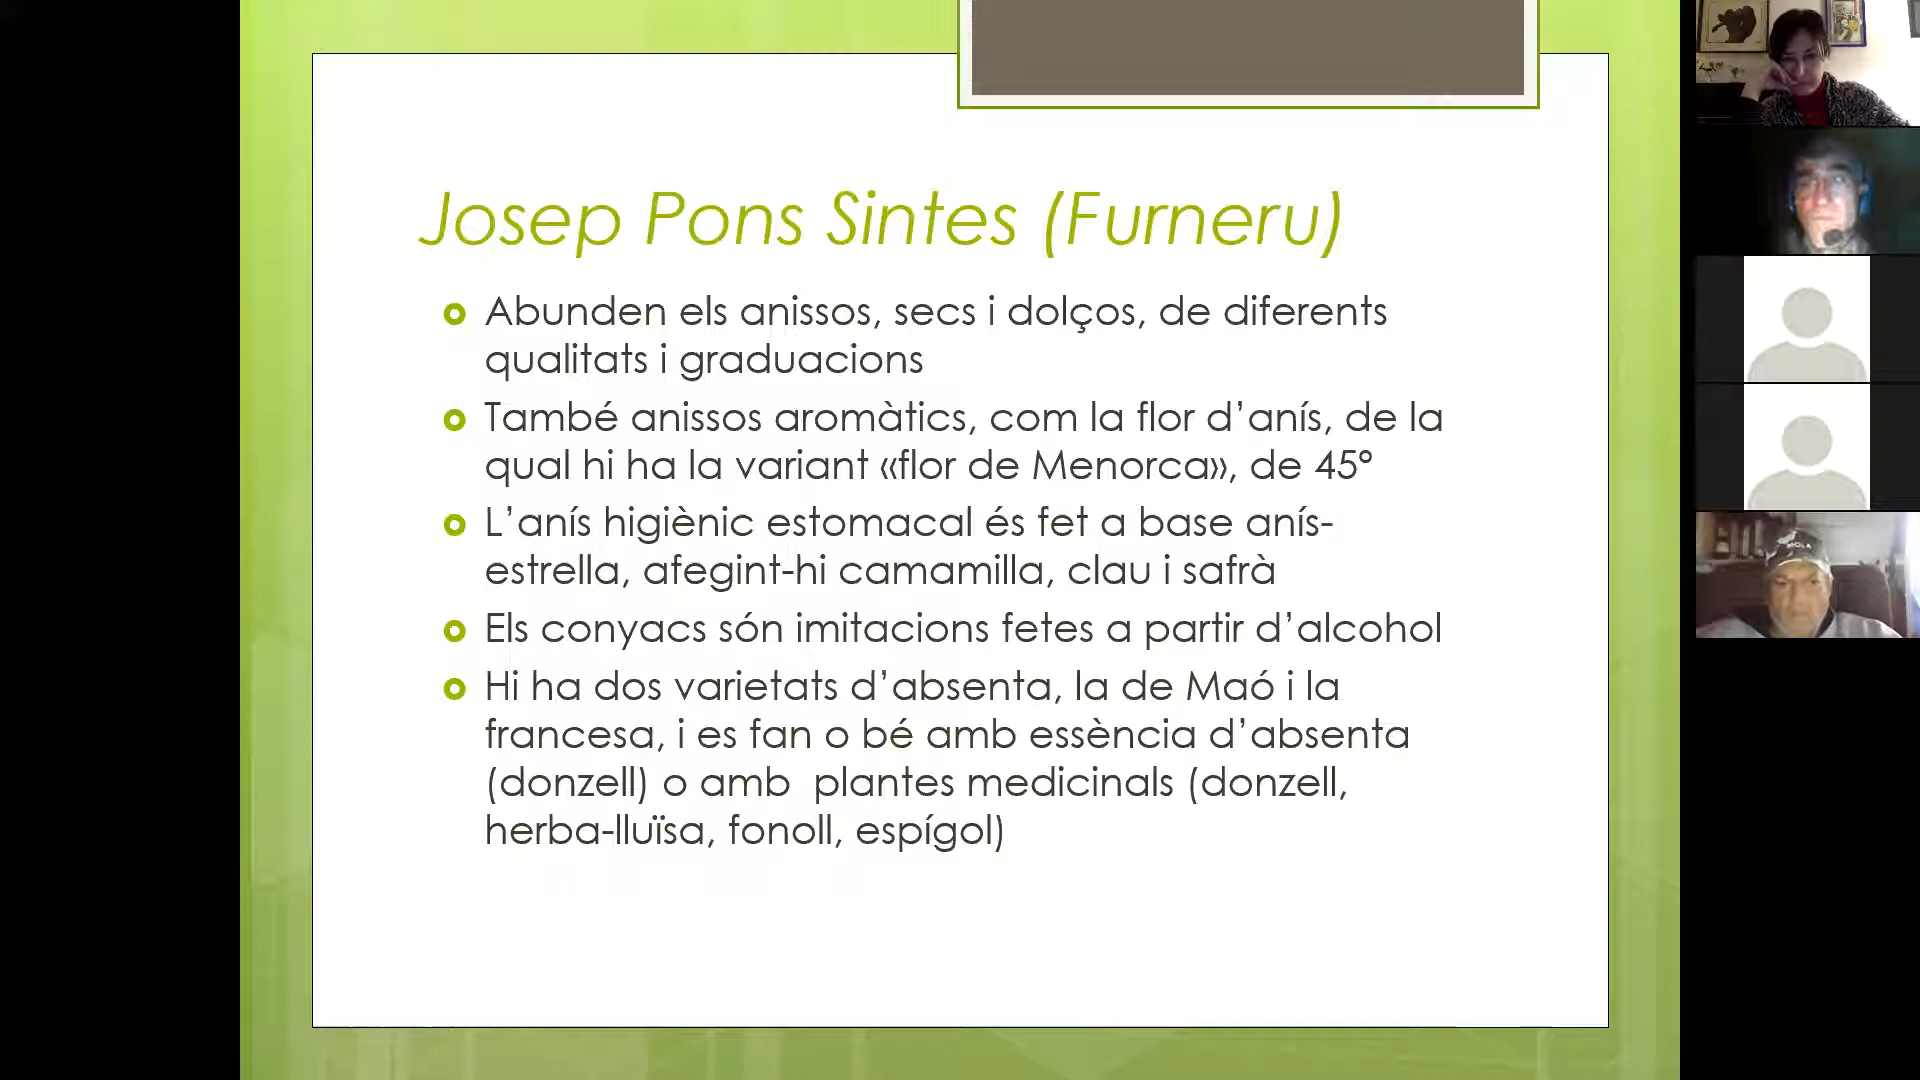 Josep Pons Sintes (Furneru)
Abunden els anissos, secs i dolços, de diferents
qualitats i graduacions
També anissos aromàtics, com la flor d’anís, de la
qual hi ha la variant «flor de Menorca», de 45º
L’anís higiènic estomacal és fet a base anís-
estrella, afegint-hi camamilla, clau i safrà
Els conyacs són imitacions fetes a partir d’alcohol
Hi ha dos varietats d’absenta, la de Maó i la
francesa, i es fan o bé amb essència d’absenta
(donzell) o amb  plantes medicinals (donzell,
herba-lluïsa, fonoll, espígol)